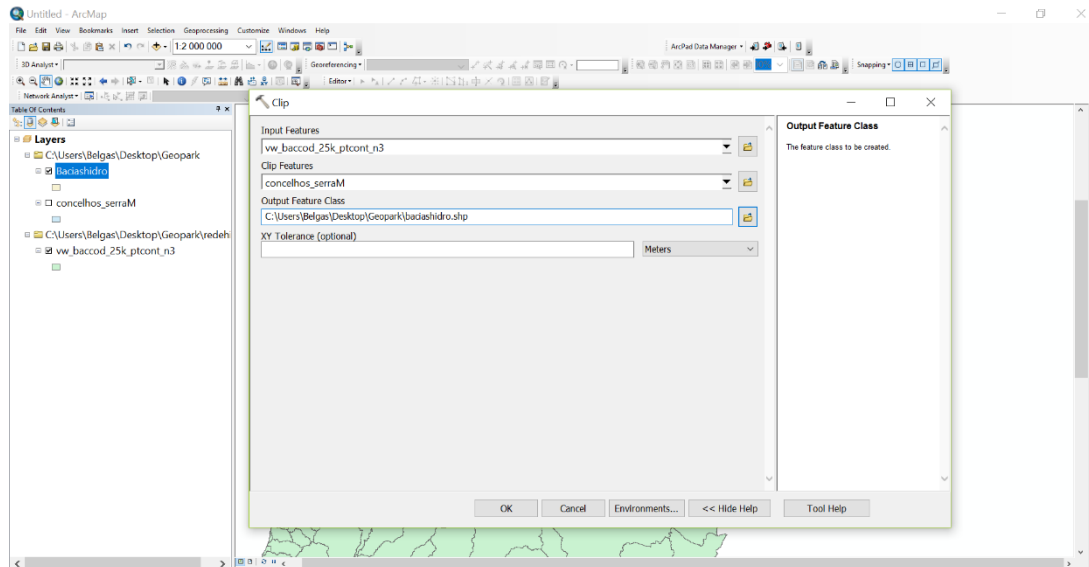 Untitled - ArcMap
File Edit View Bookmarks Insert Selection Geoprocessing Customize Windows Help
1:2 000 000
ArcPad Data Manager
3D Analyst
Georeferencing
Snapping
Editor
Network Analyst
Table Of Contents
Layers
C:\Users\Belgas\Desktop\Geopark
Baciashidro
concelhos_serraM
C:\Users\Belgas\Desktop\Geopark\redehi
vw_baccod_25k_ptcont_n3
Clip
Input Features
vw_baccod_25k_ptcont_n3
Clip Features
concelhos_serraM
Output Feature Class
C:\Users\Belgas\Desktop\Geopark\baciashidro.shp
XY Tolerance (optional)
Meters
OK Cancel Environments... << Hide Help Tool Help
Output Feature Class
The feature class to be created.